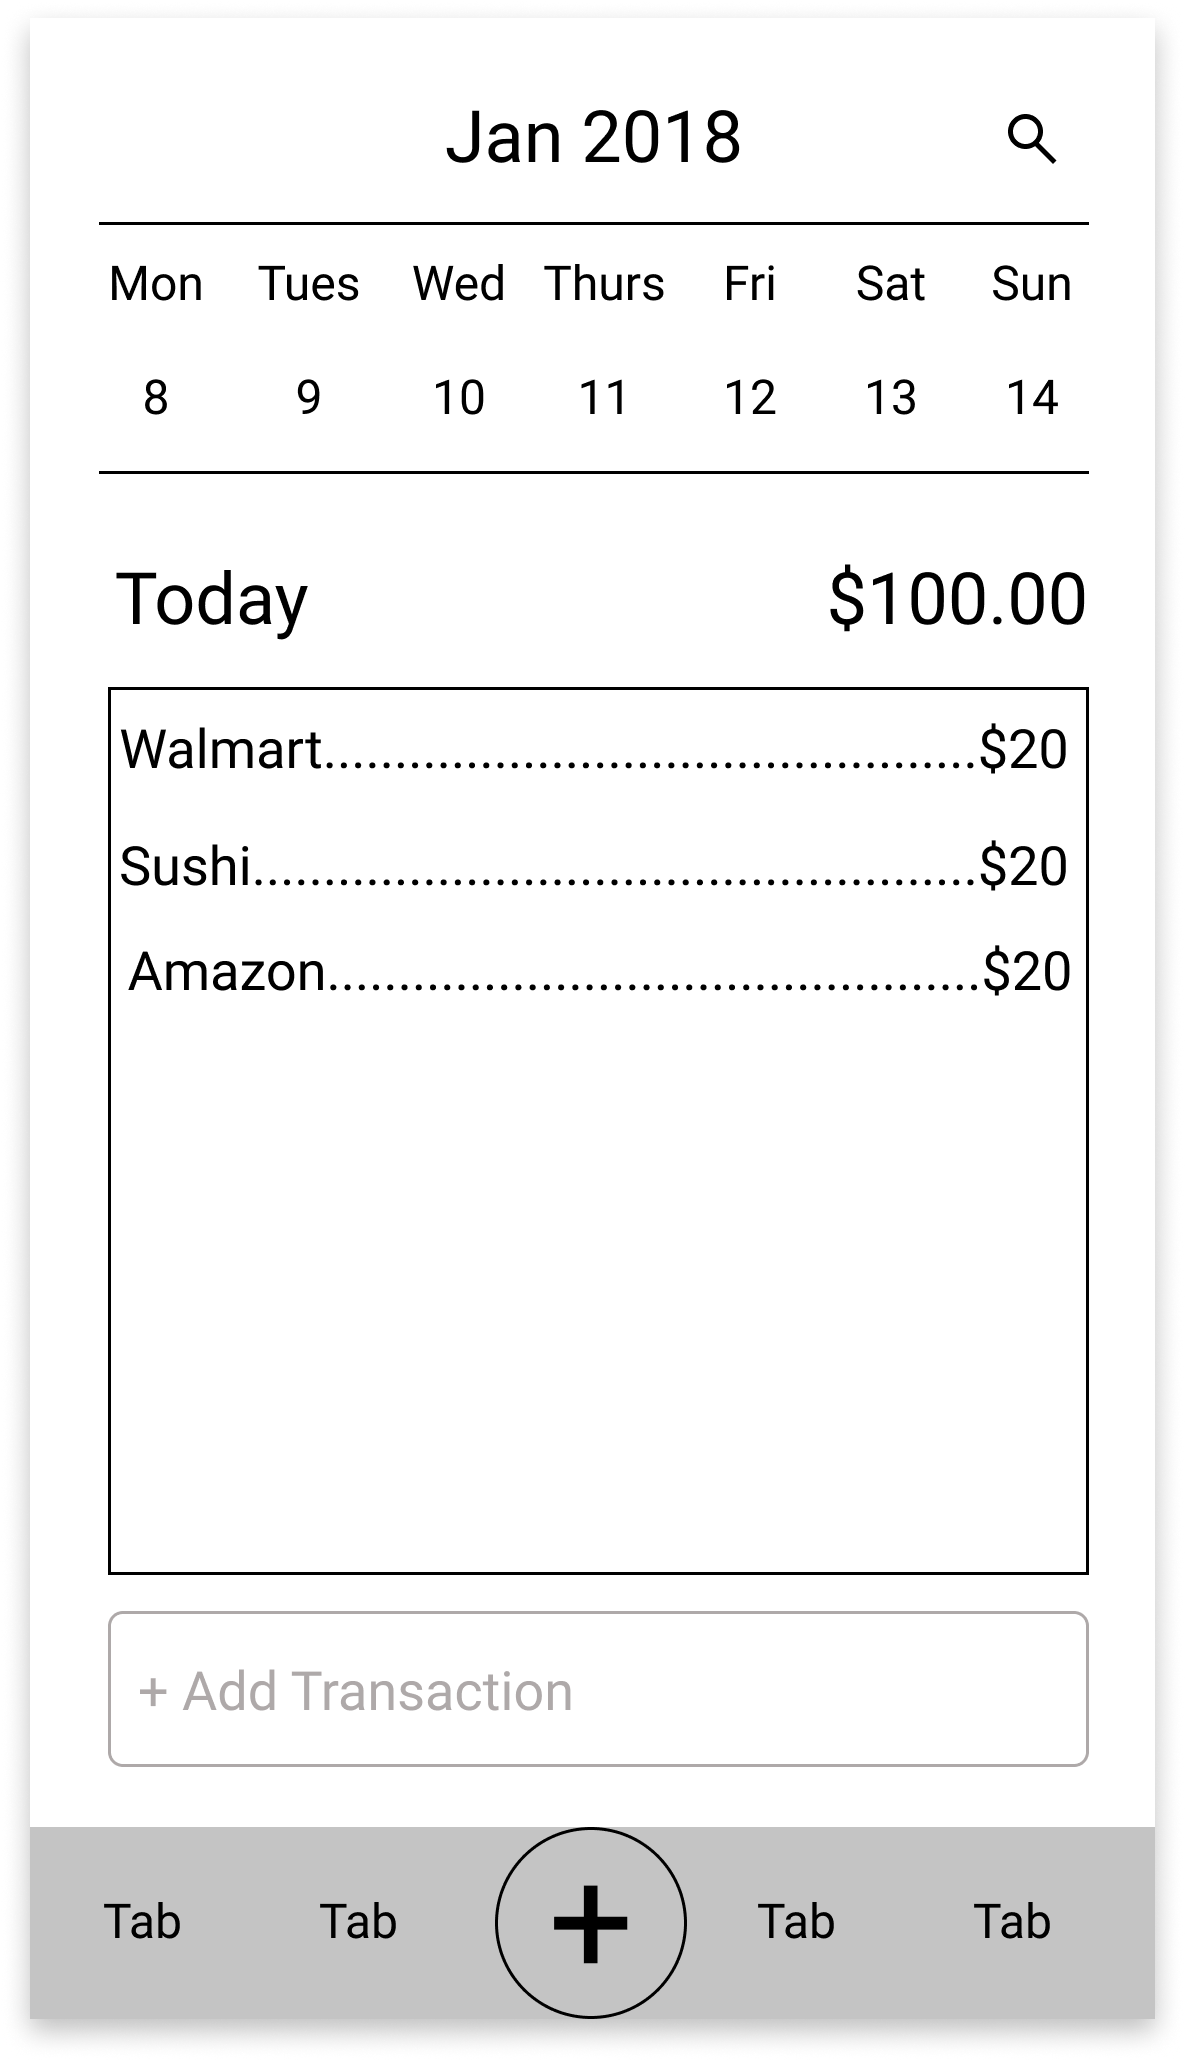 Jan 2018
Mon Tues Wed Thurs Fri Sat Sun
8 9 10 11 12 13 14
Today $100.00
Walmart..............................................$20
Sushi...................................................$20
Amazon..............................................$20
+ Add Transaction
Tab Tab + Tab Tab